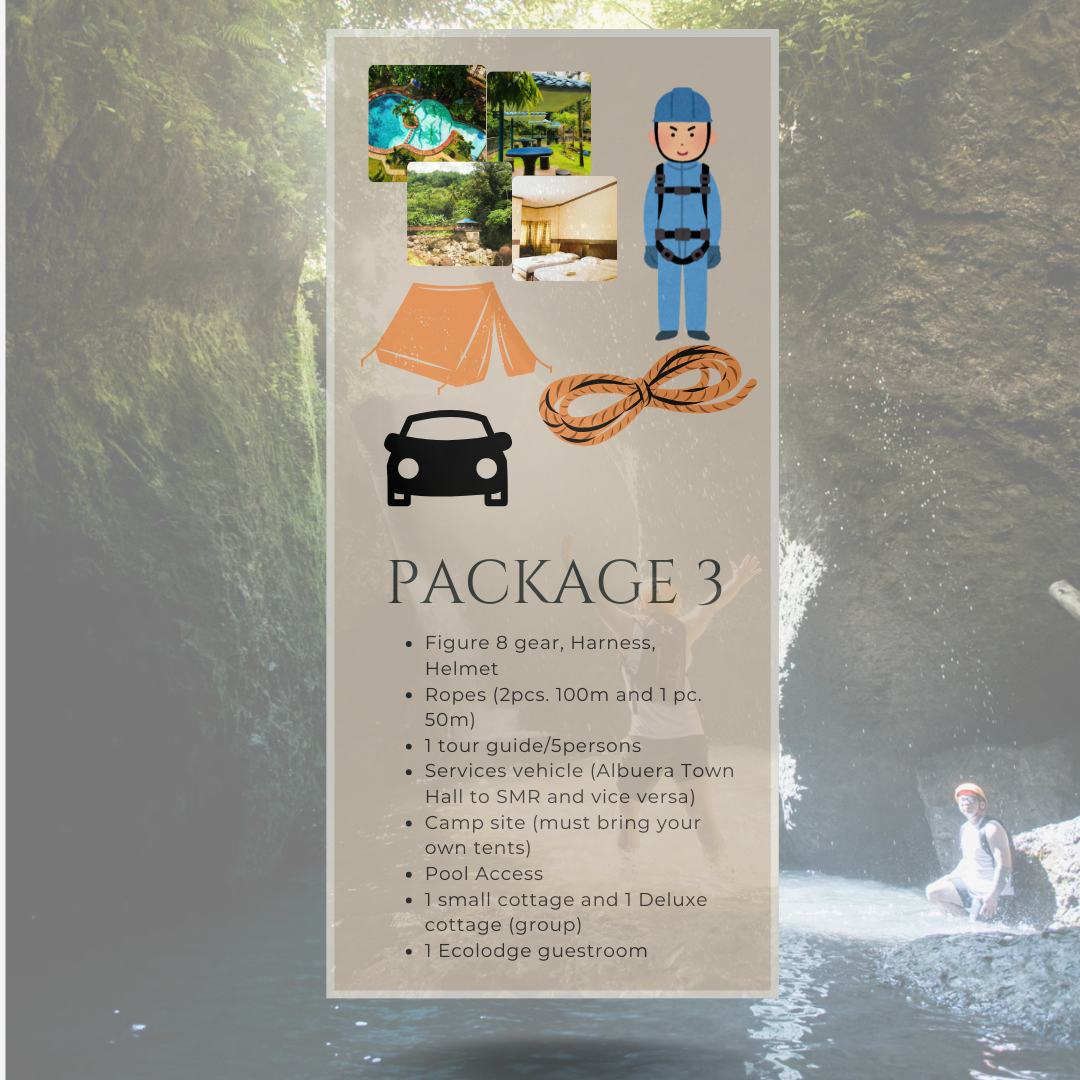 PACKAGE 3
• Figure 8 gear, Harness,
Helmet
• Ropes (2pcs. 100m and 1 pc.
50m)
• 1 tour guide/5persons
• Services vehicle (Albuera Town
Hall to SMR and vice versa)
• Camp site (must bring your
own tents)
• Pool Access
• 1 small cottage and 1 Deluxe
cottage (group)
• 1 Ecolodge guestroom